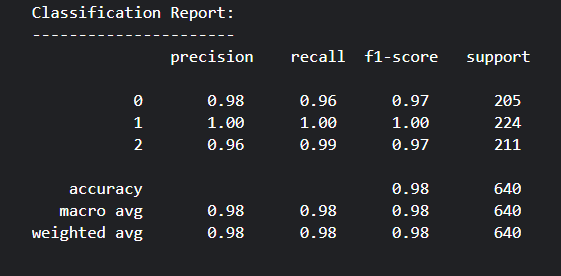 Classification Report:
----------------------
precision recall f1-score support
0 0.98 0.96 0.97 205
1 1.00 1.00 1.00 224
2 0.96 0.99 0.97 211
accuracy 0.98 640
macro avg 0.98 0.98 0.98 640
weighted avg 0.98 0.98 0.98 640